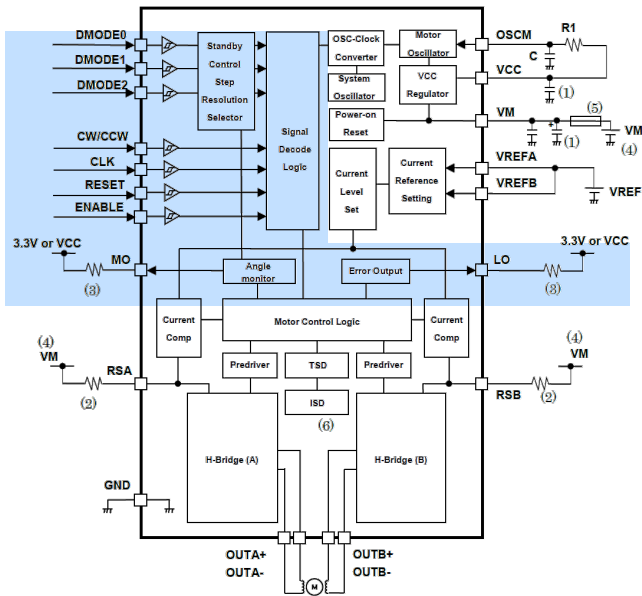 DMODE0
DMODE1
DMODE2
CW/CCW
CLK
RESET
ENABLE
Standby
Control
Step
Resolution
Selector
Signal
Decode
Logic
OSC-Clock
Converter
System
Oscillator
Motor
Oscillator
VCC
Regulator
Power-on
Reset
Current
Level
Set
Current
Reference
Setting
OSCM
R1
C
VCC
(1)
VM
(5)
(1)
VM
(4)
VREFA
VREFB
VREF
3.3V or VCC
MO
(3)
Angle
monitor
Error Output
LO
3.3V or VCC
(3)
Current
Comp
Motor Control Logic
Current
Comp
(4)
VM
RSA
(2)
Predriver
TSD
Predriver
ISD
(6)
(4)
VM
RSB
(2)
H-Bridge (A)
H-Bridge (B)
GND
OUTA+
OUTA-
OUTB+
OUTB-
M